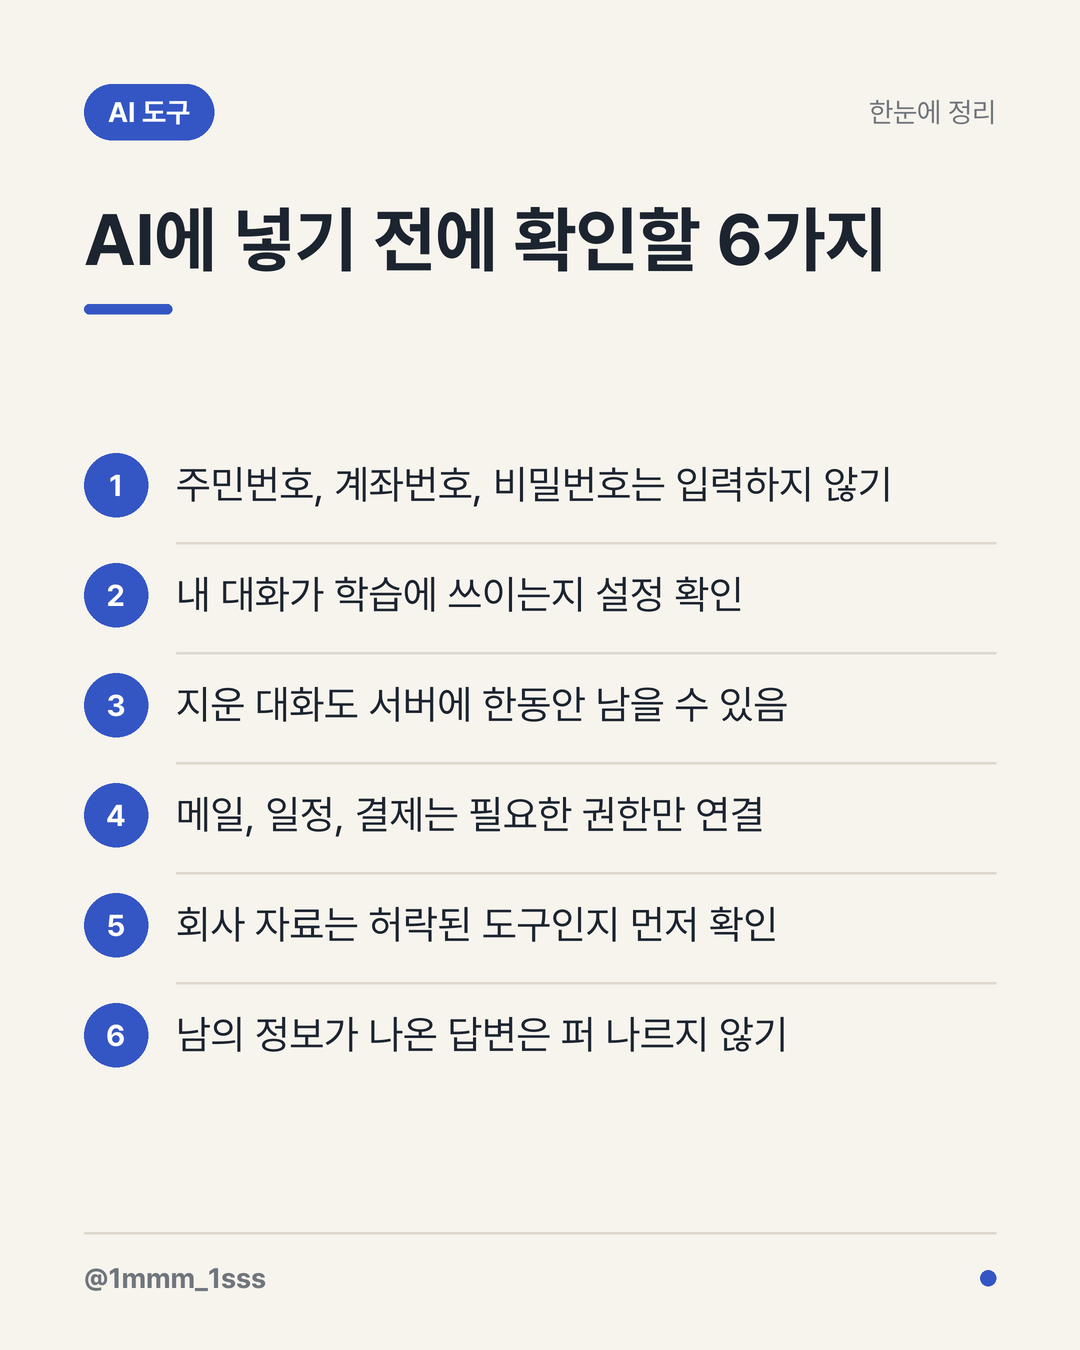 AI 도구
한눈에 정리
AI에 넣기 전에 확인할 6가지
1 주민번호, 계좌번호, 비밀번호는 입력하지 않기
2 내 대화가 학습에 쓰이는지 설정 확인
3 지운 대화도 서버에 한동안 남을 수 있음
4 메일, 일정, 결제는 필요한 권한만 연결
5 회사 자료는 허락된 도구인지 먼저 확인
6 남의 정보가 나온 답변은 퍼 나르지 않기
@1mmm_1sss